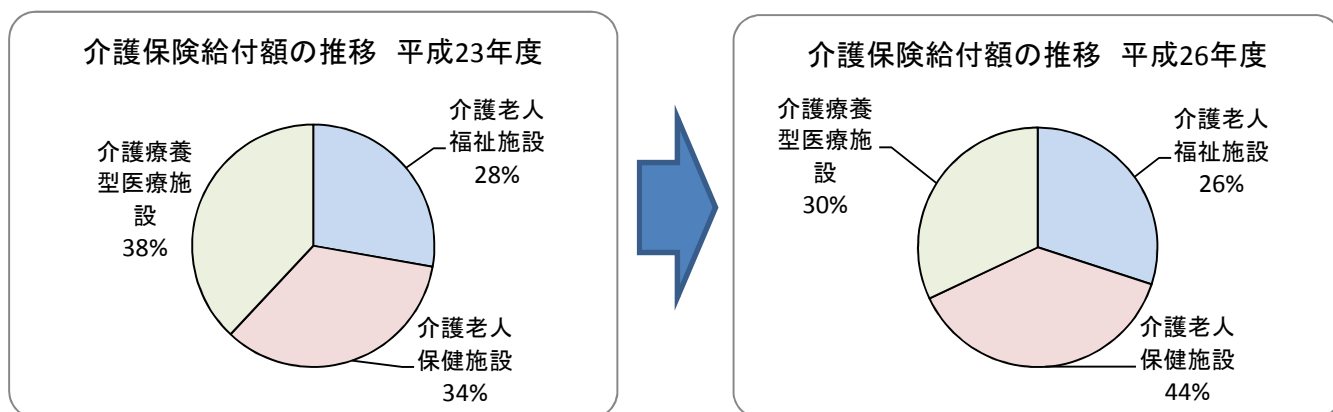 介護保険給付額の推移 平成23年度
介護老人
福祉施設
28%
介護療養
型医療施
設
38%
介護老人
保健施設
34%
介護保険給付額の推移 平成26年度
介護療養
型医療施
設
30%
介護老人
福祉施設
26%
介護老人
保健施設
44%